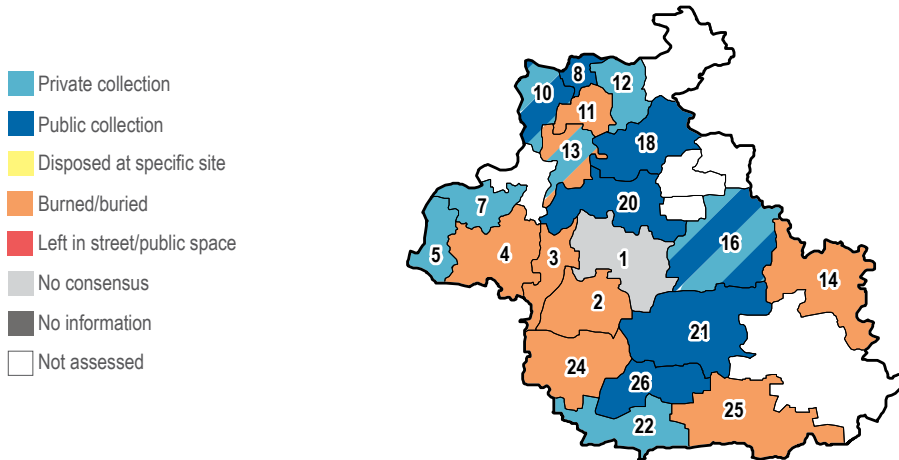 Private collection
Public collection
Disposed at specific site
Burned/buried
Left in street/public space
No consensus
No information
Not assessed
8
12
10
11
13
18
7
20
5
4
3
1
16
14
2
21
24
26
25
22